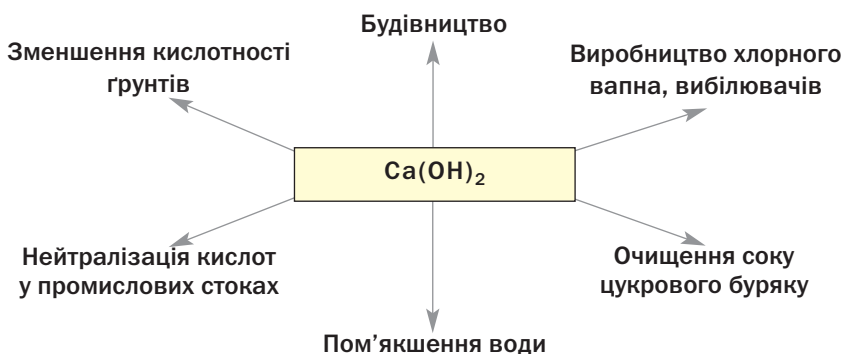 Будівництво
Зменшення кислотності
ґрунтів
Виробництво хлорного
вапна, вибілювачів
Ca(OH)₂
Нейтралізація кислот
у промислових стоках
Очищення соку
цукрового буряку
Пом’якшення води